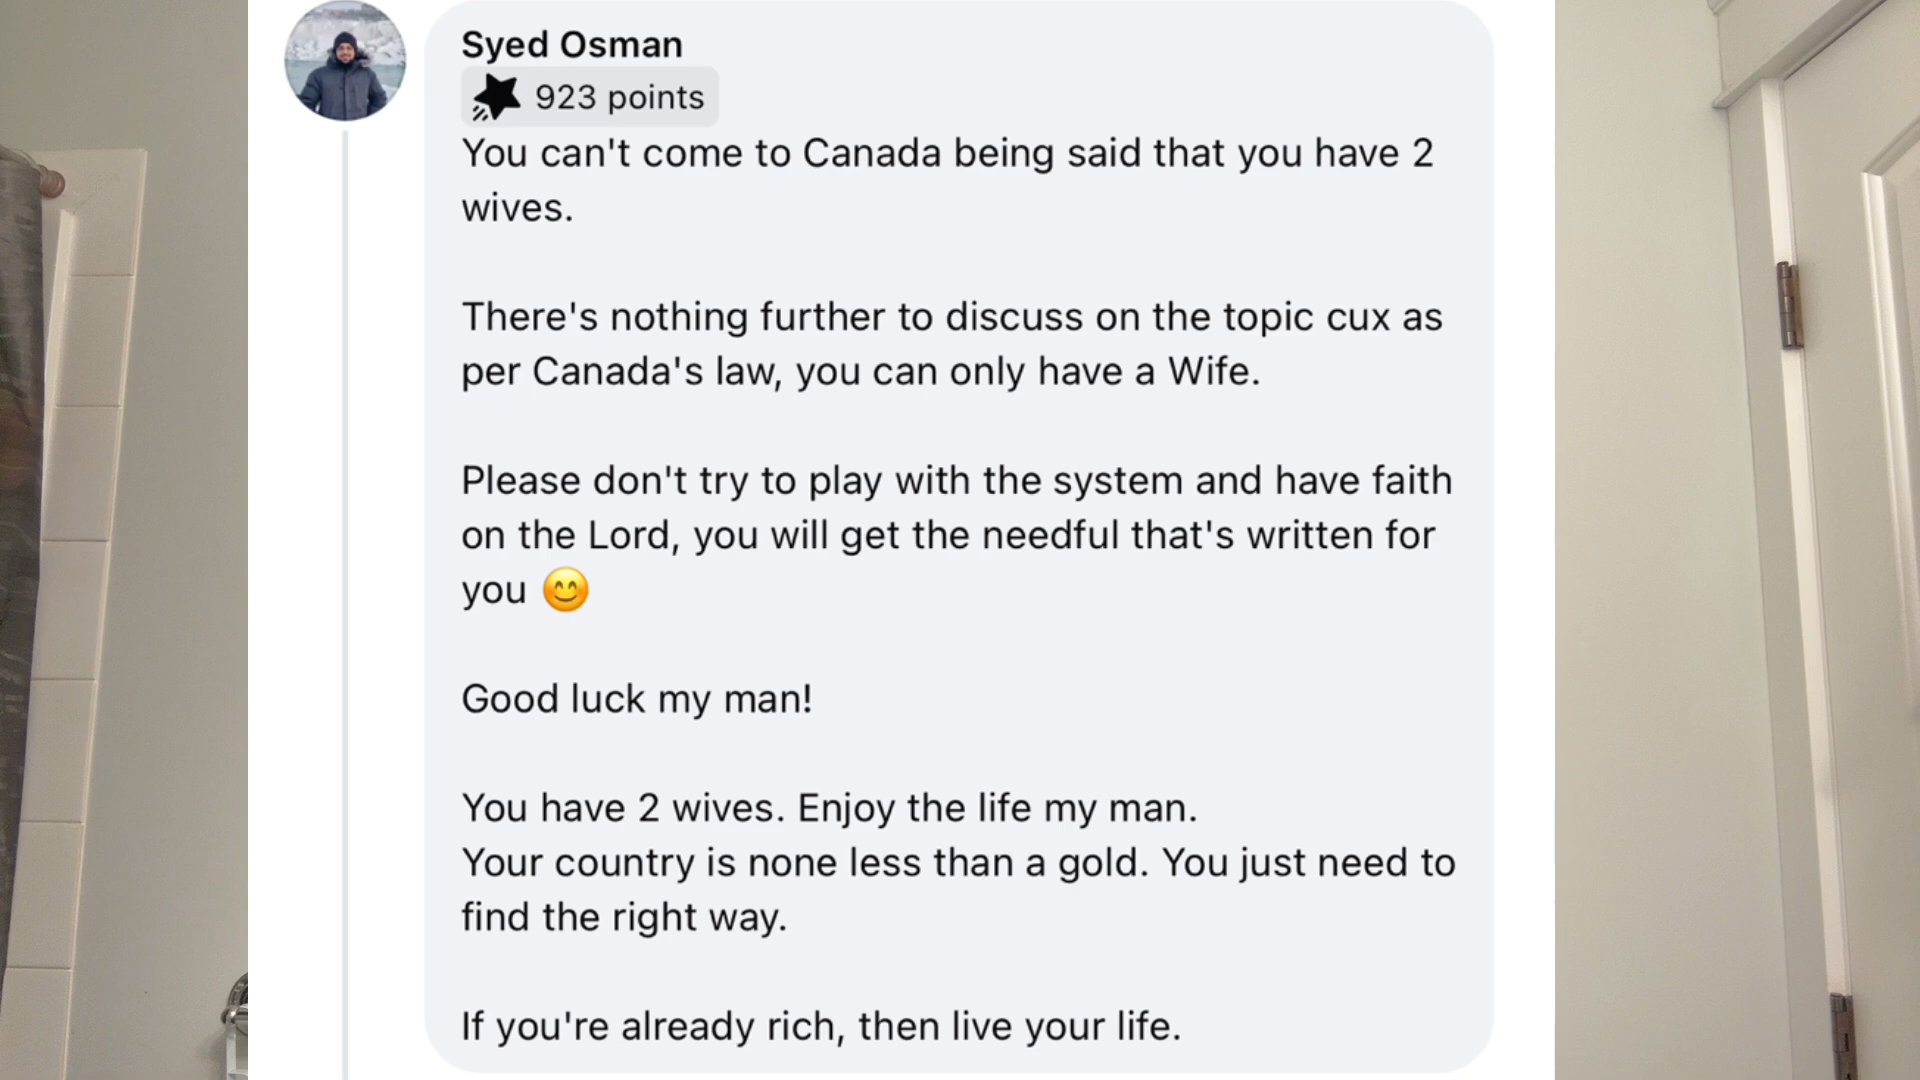 Syed Osman
923 points
You can't come to Canada being said that you have 2
wives.
There's nothing further to discuss on the topic cux as
per Canada's law, you can only have a Wife.
Please don't try to play with the system and have faith
on the Lord, you will get the needful that's written for
you 😊
Good luck my man!
You have 2 wives. Enjoy the life my man.
Your country is none less than a gold. You just need to
find the right way.
If you're already rich, then live your life.